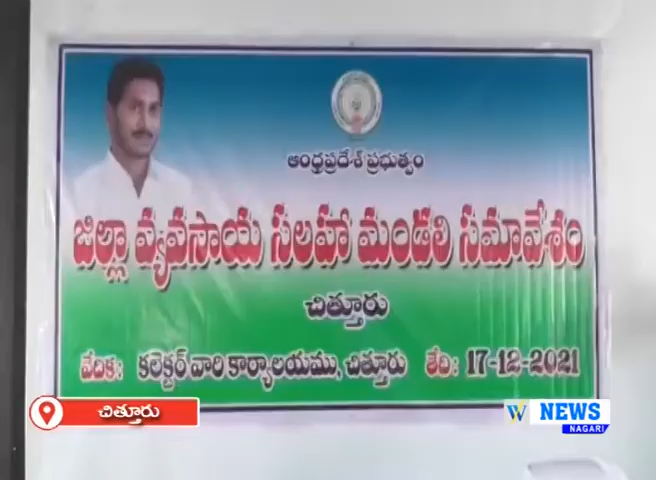 ఆంధ్రప్రదేశ్ ప్రభుత్వం
జిల్లా వ్యవసాయ సలహా మండలి సమావేశం
చిత్తూరు
వేదిక: కలెక్టర్ వారి కార్యాలయము, చిత్తూరు తేది: 17-12-2021
చిత్తూరు
W NEWS
NAGARI